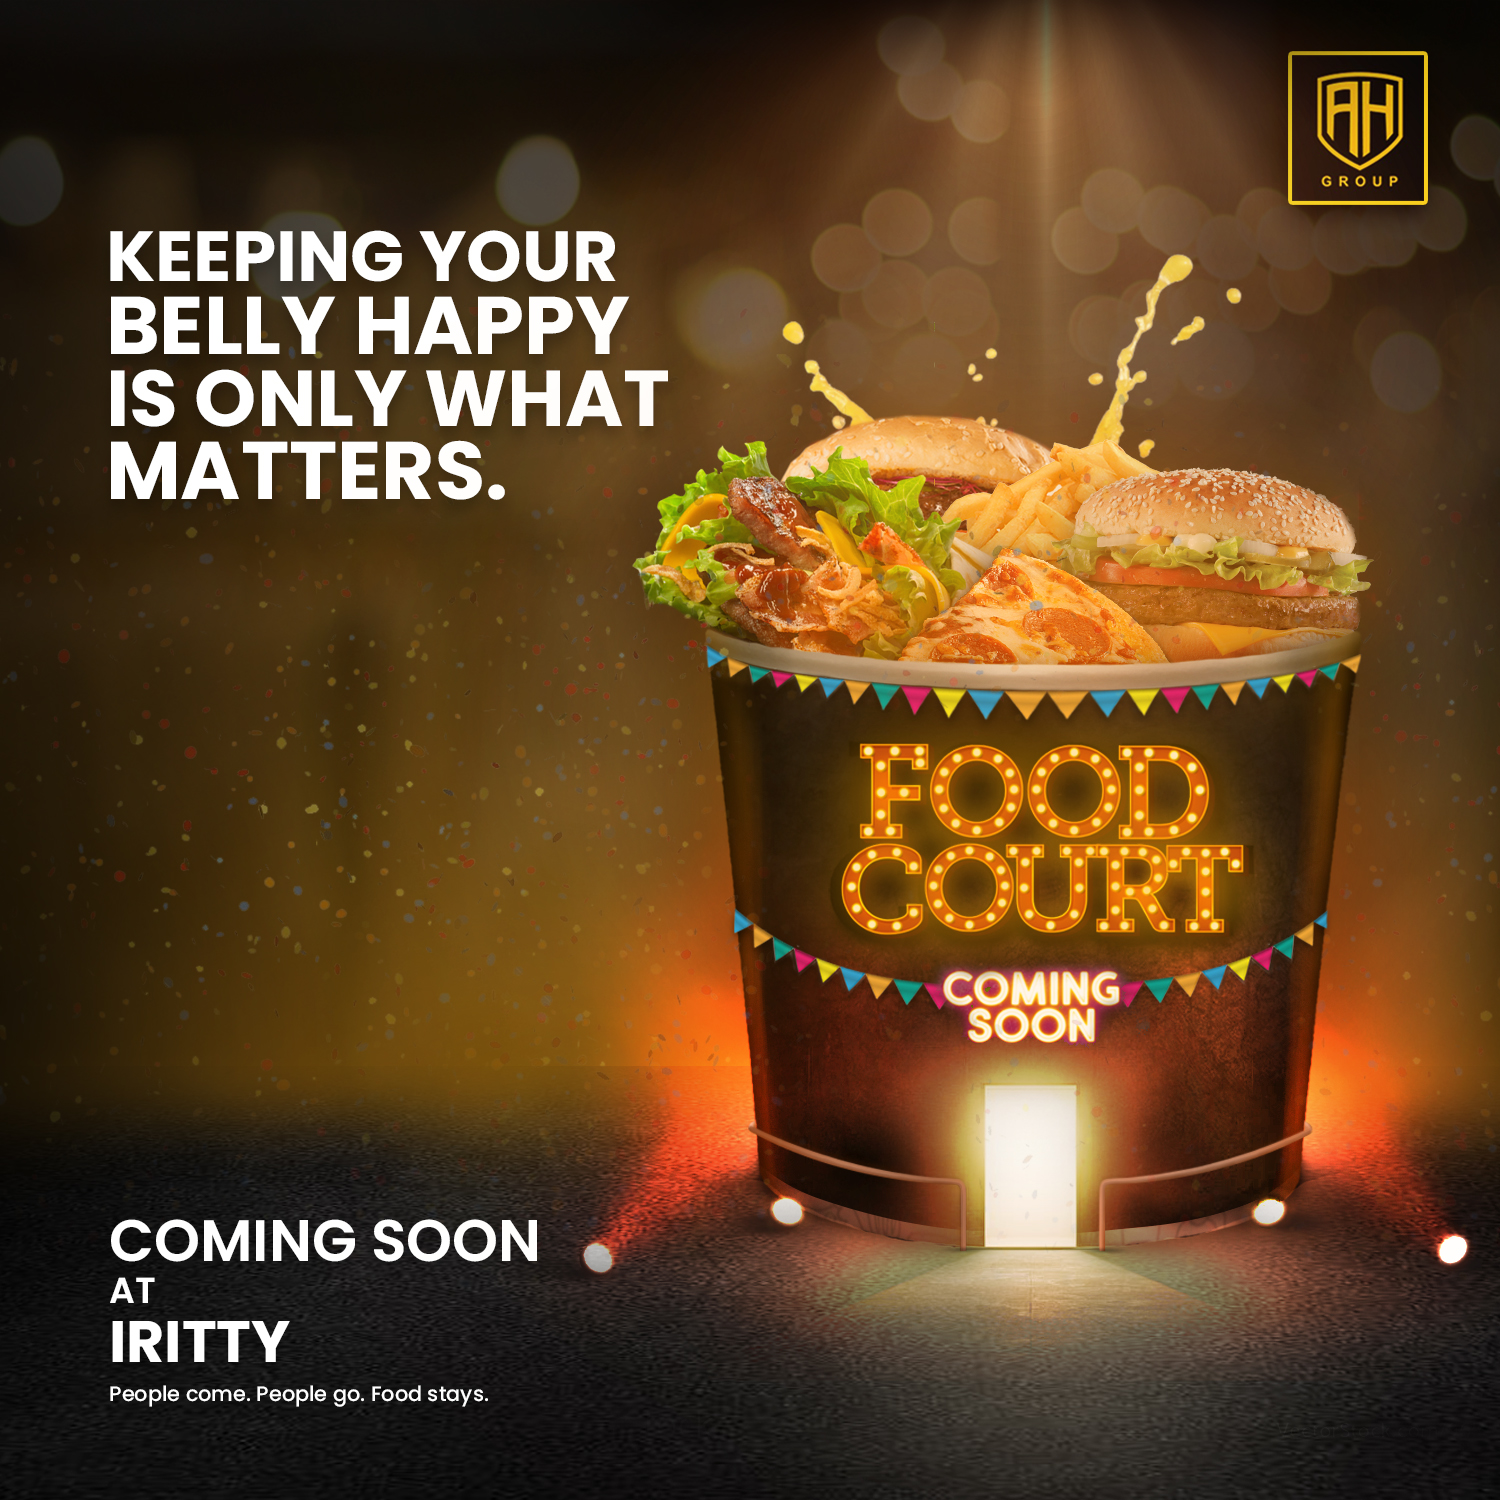 AH
GROUP
KEEPING YOUR
BELLY HAPPY
IS ONLY WHAT
MATTERS.
FOOD
COURT
COMING
SOON
COMING SOON
AT
IRITTY
People come. People go. Food stays.